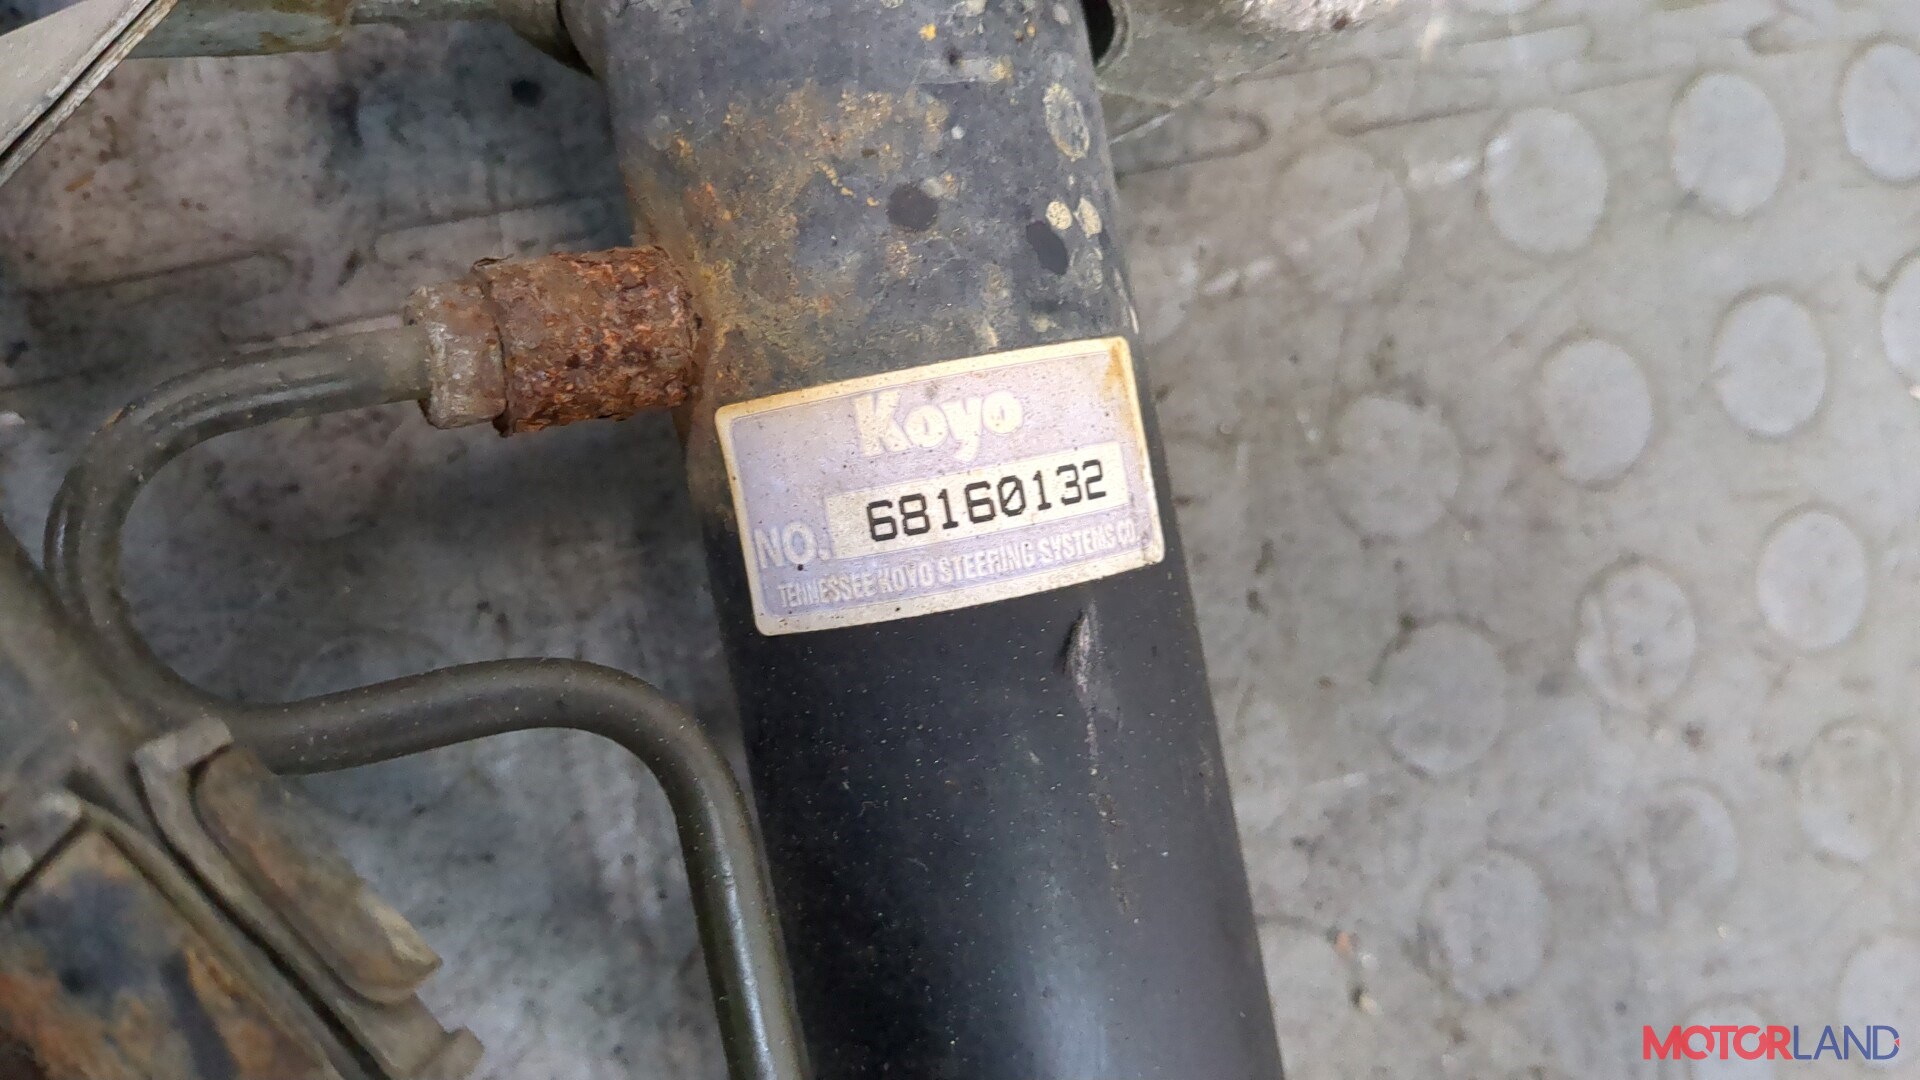 Koyo
NO. 68160132
TENNESSEE KOYO STEERING SYSTEMS CO.
MOTORLAND